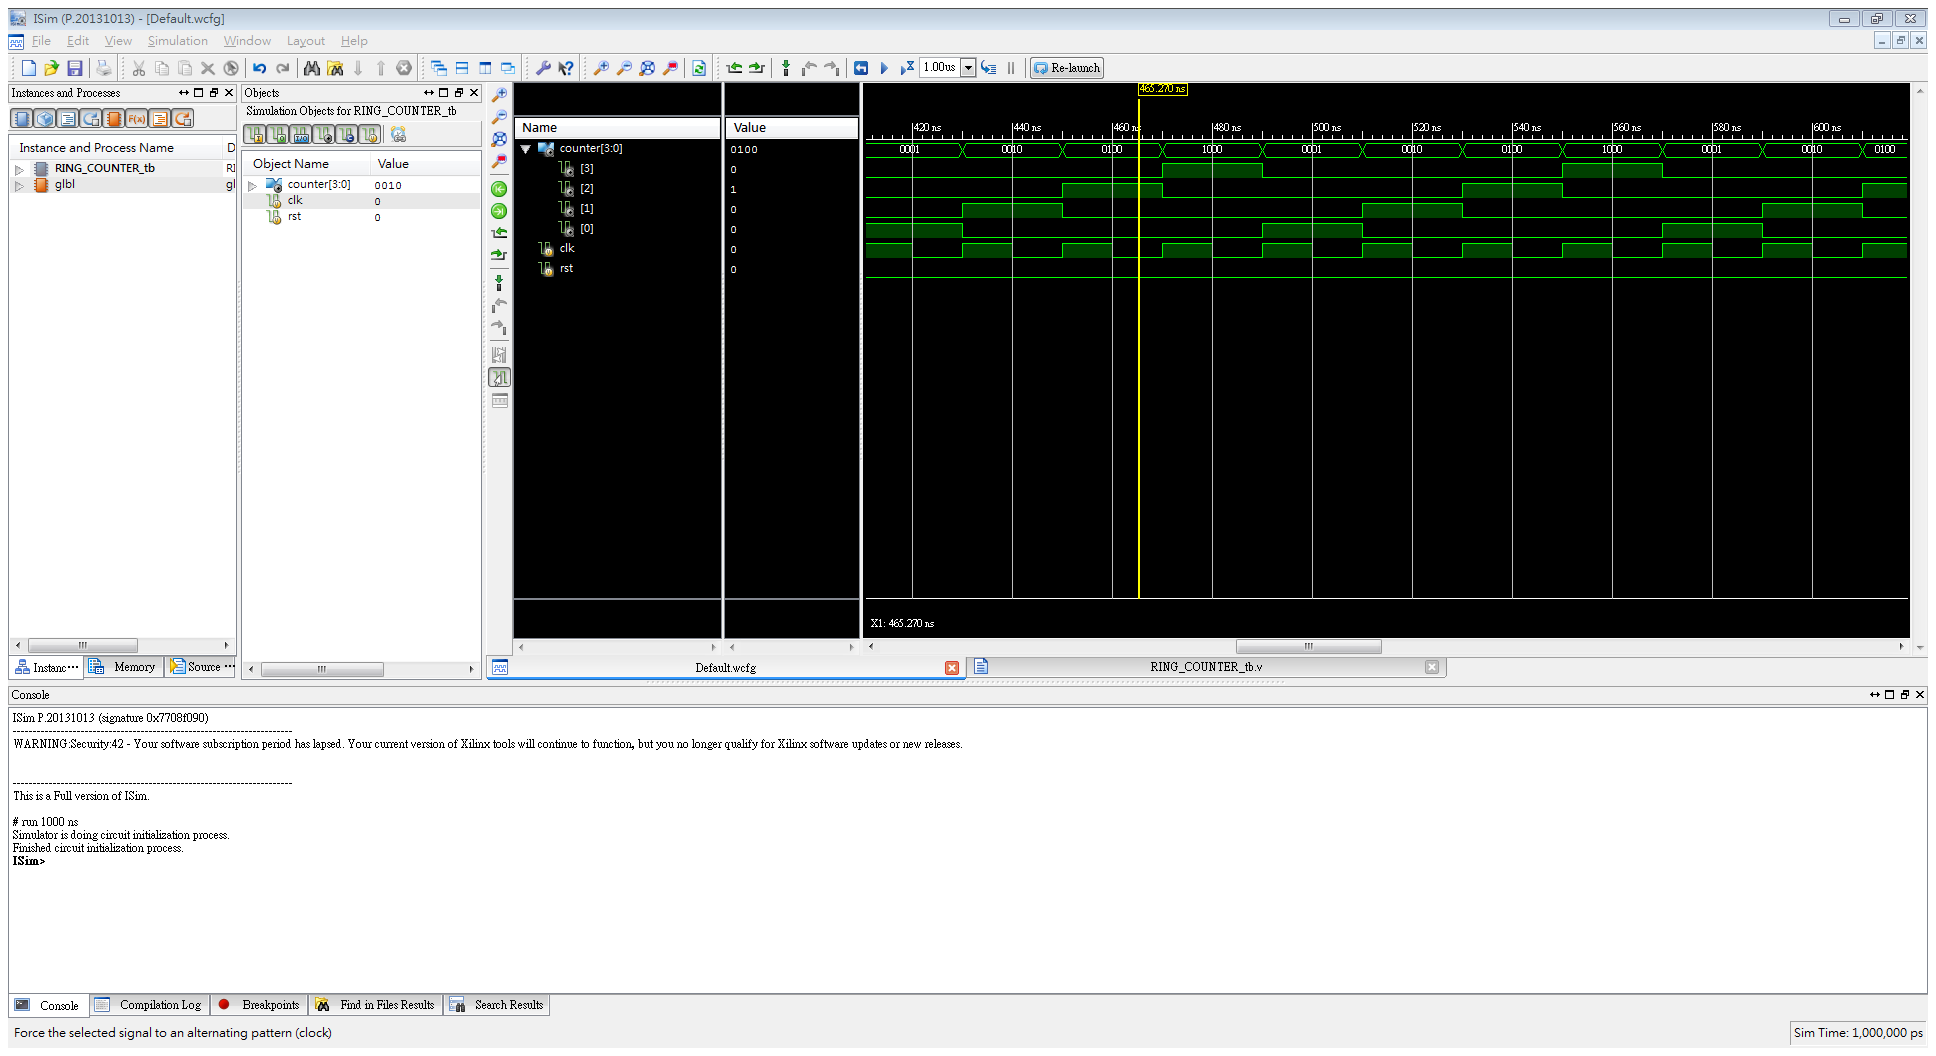 ISim (P.20131013) - [Default.wcfg]
File Edit View Simulation Window Layout Help
1.00us Re-launch
Instances and Processes
Instance and Process Name D
RING_COUNTER_tb RI
glbl gl
Instanc···
Memory
Source ···
Objects
Simulation Objects for RING_COUNTER_tb
Object Name Value
counter[3:0] 0010
clk 0
rst 0
Name Value
counter[3:0] 0100
[3] 0
[2] 1
[1] 0
[0] 0
clk 0
rst 0
465.270 ns
420 ns 440 ns 460 ns 480 ns 500 ns 520 ns 540 ns 560 ns 580 ns 600 ns
0001 0010 0100 1000 0001 0010 0100 1000 0001 0010 0100
X1: 465.270 ns
Default.wcfg
RING_COUNTER_tb.v
Console
ISim P.20131013 (signature 0x7708f090)
----------------------------------------------------------------------
WARNING:Security:42 - Your software subscription period has lapsed. Your current version of Xilinx tools will continue to function, but you no longer qualify for Xilinx software updates or new releases.
----------------------------------------------------------------------
This is a Full version of ISim.
# run 1000 ns
Simulator is doing circuit initialization process.
Finished circuit initialization process.
ISim>
Console
Compilation Log
Breakpoints
Find in Files Results
Search Results
Force the selected signal to an alternating pattern (clock)
Sim Time: 1,000,000 ps